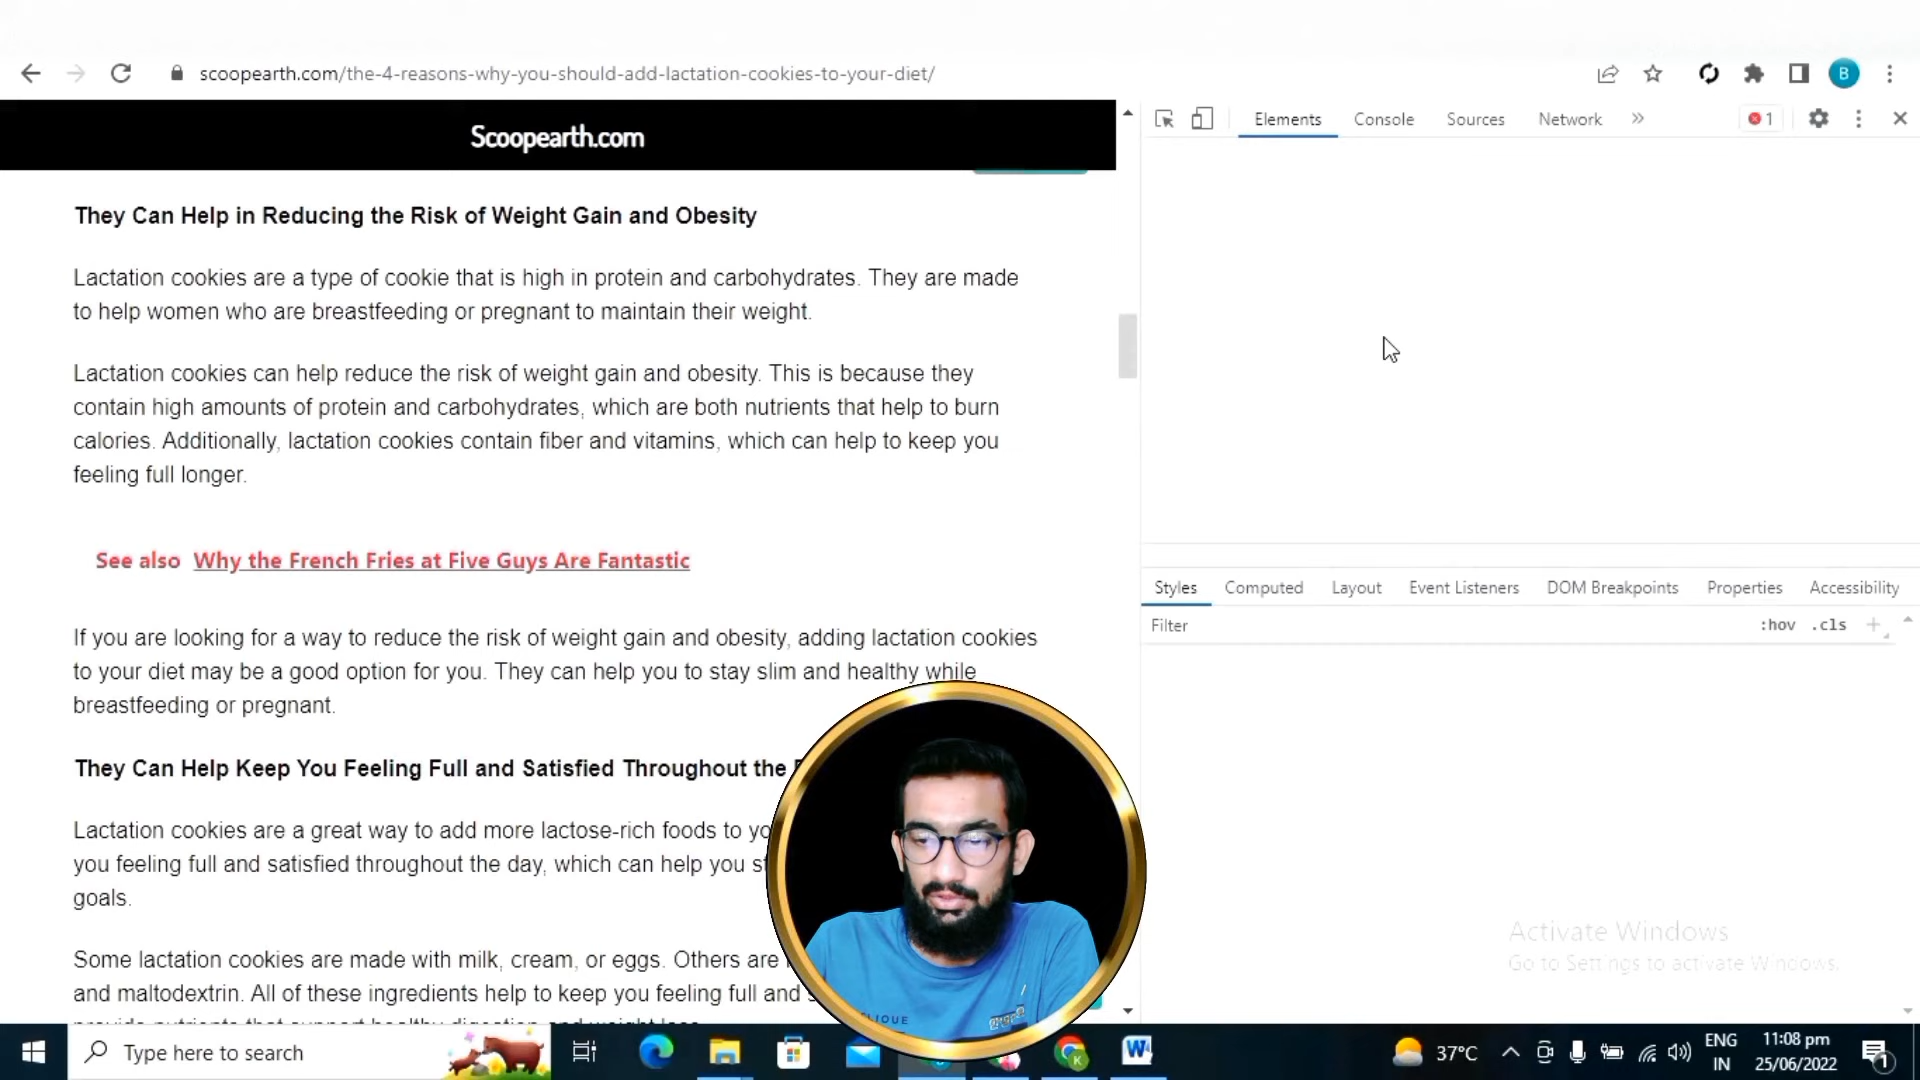 scoopearth.com/the-4-reasons-why-you-should-add-lactation-cookies-to-your-diet/
B
Scoopearth.com
Elements Console Sources Network » 1
They Can Help in Reducing the Risk of Weight Gain and Obesity
Lactation cookies are a type of cookie that is high in protein and carbohydrates. They are made
to help women who are breastfeeding or pregnant to maintain their weight.
Lactation cookies can help reduce the risk of weight gain and obesity. This is because they
contain high amounts of protein and carbohydrates, which are both nutrients that help to burn
calories. Additionally, lactation cookies contain fiber and vitamins, which can help to keep you
feeling full longer.
See also Why the French Fries at Five Guys Are Fantastic
If you are looking for a way to reduce the risk of weight gain and obesity, adding lactation cookies
to your diet may be a good option for you. They can help you to stay slim and healthy while
breastfeeding or pregnant.
They Can Help Keep You Feeling Full and Satisfied Throughout the
Lactation cookies are a great way to add more lactose-rich foods to
you feeling full and satisfied throughout the day, which can help you
goals.
Some lactation cookies are made with milk, cream, or eggs. Others are
and maltodextrin. All of these ingredients help to keep you feeling full and
Styles Computed Layout Event Listeners DOM Breakpoints Properties Accessibility
Filter :hov .cls +
Activate Windows
Go to Settings to activate Windows.
Type here to search
K
W
37°C
ENG
IN
11:08 pm
25/06/2022
1